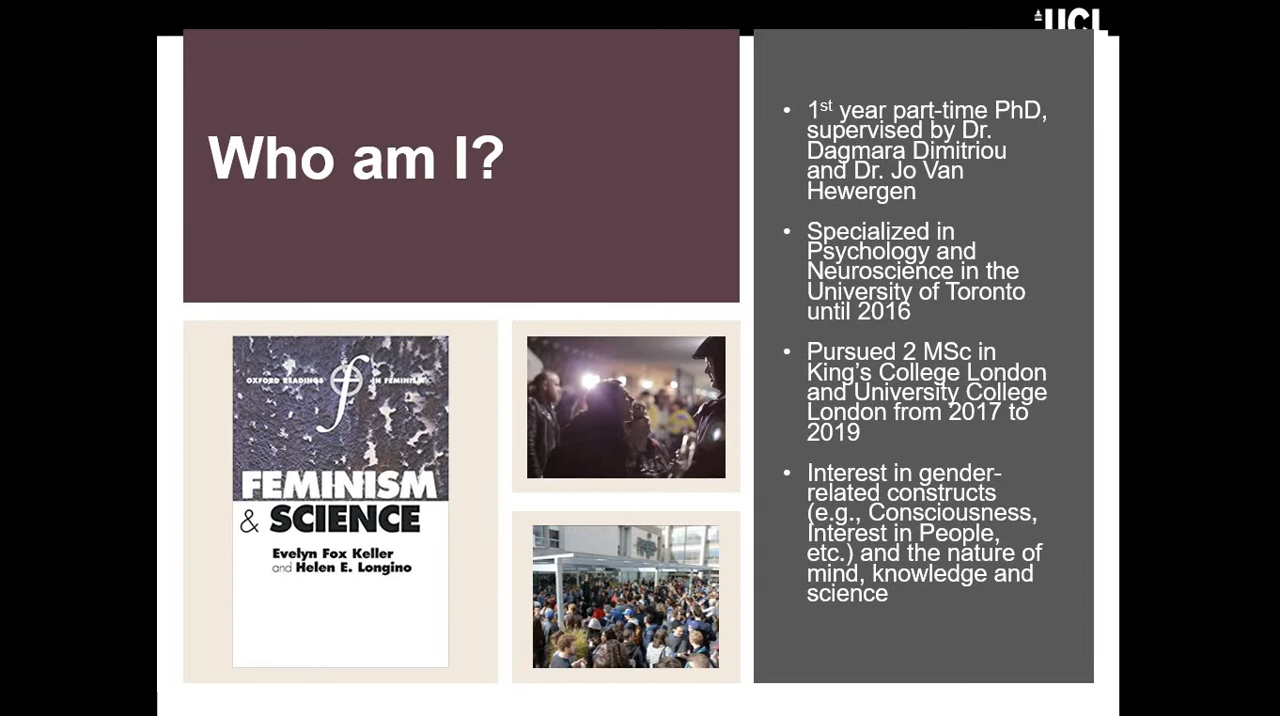 UCL
Who am I?
OXFORD READINGS IN FEMINISM
f
FEMINISM
& SCIENCE
Evelyn Fox Keller
and Helen E. Longino
• 1st year part-time PhD,
supervised by Dr.
Dagmara Dimitriou
and Dr. Jo Van
Hewergen
• Specialized in
Psychology and
Neuroscience in the
University of Toronto
until 2016
• Pursued 2 MSc in
King's College London
and University College
London from 2017 to
2019
• Interest in gender-
related constructs
(e.g., Consciousness,
Interest in People,
etc.) and the nature of
mind, knowledge and
science